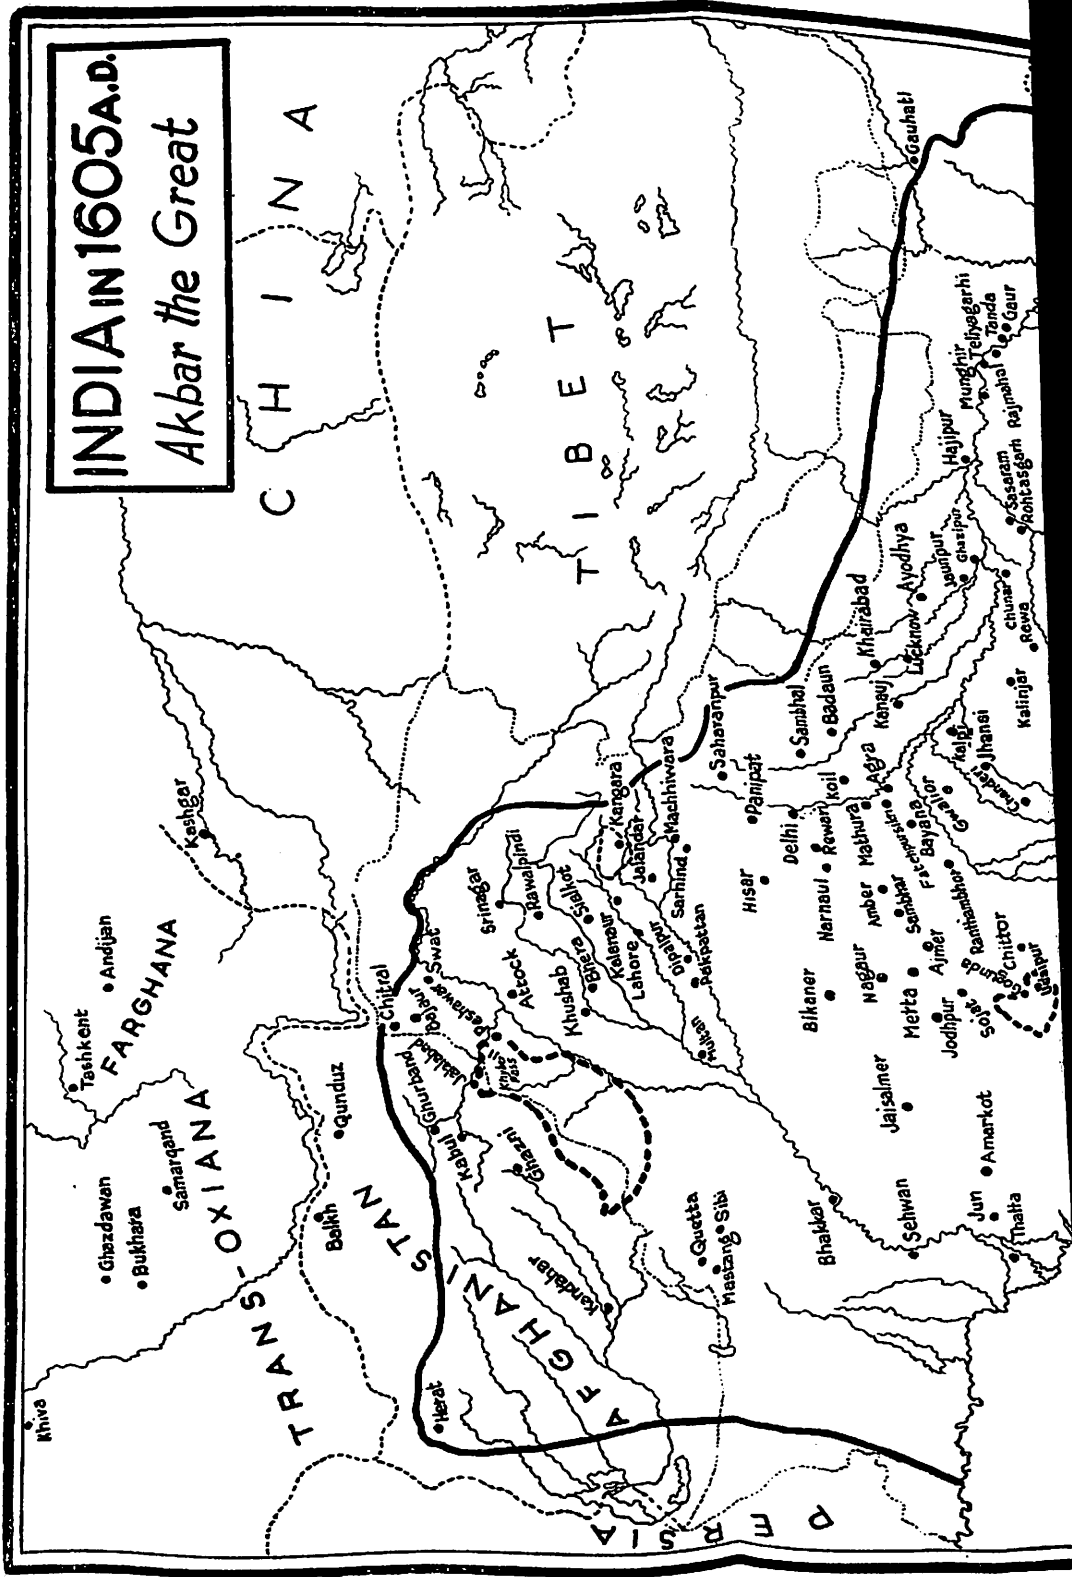 INDIA IN 1605 A.D.
Akbar the Great
CHINA
TIBET
FARGHANA
TRANS-OXIANA
AFGHANISTAN
PERSIA
Khiva
Tashkent
Andijan
Kashgar
Ghazdawan
Bukhara
Samarqand
Qunduz
Balkh
Herat
Chitral
Bajaur
Swat
Peshawar
Ghurband
Jalalabad
Kabul
Khyber Pass
Ghazni
Kandahar
Srinagar
Rawalpindi
Attock
Sialkot
Khushab
Bhera
Kalanaur
Lahore
Kangara
Jalandar
Machhiwara
Sarhind
Dipalpur
Pakpattan
Multan
Quetta
Mastang
Sibi
Saharanpur
Panipat
Hisar
Delhi
Rewari
Narnaul
Sambhal
Badaun
Koil
Mathura
Agra
Fatehpursikri
Bayana
Gwalior
Amber
Sambhar
Ajmer
Ranthambhor
Bikaner
Nagaur
Merta
Jodhpur
Sojat
Gogunda
Chittor
Udaipur
Jaisalmer
Amarkot
Bhakkar
Sehwan
Jun
Thatta
Khairabad
Lucknow
Kanauj
Ayodhya
Jaunpur
Ghazipur
Kalpi
Jhansi
Chanderi
Kalinjar
Chunar
Rewa
Hajipur
Sasaram
Rohtasgarh
Munghir
Teliyagarhi
Rajmahal
Tanda
Gaur
Gauhati